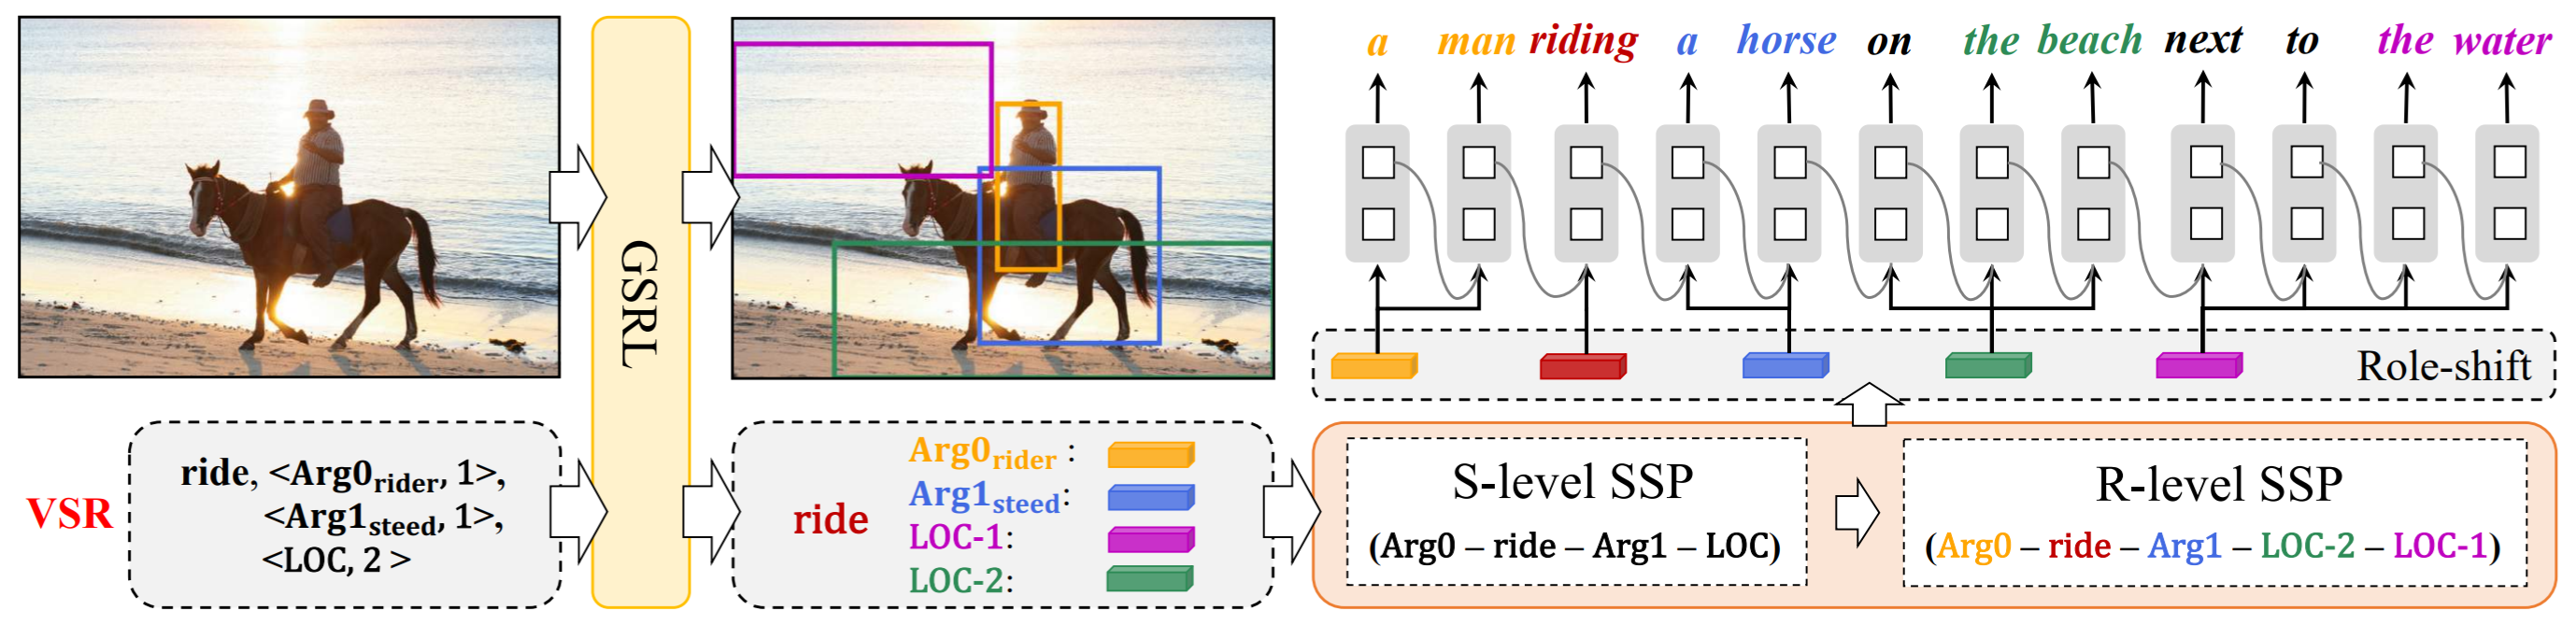 a man riding a horse on the beach next to the water
GSRL
Role-shift
VSR
ride, <Arg0rider, 1>,
<Arg1steed, 1>,
<LOC, 2 >
ride
Arg0rider :
Arg1steed:
LOC-1:
LOC-2:
S-level SSP
(Arg0 – ride – Arg1 – LOC)
R-level SSP
(Arg0 – ride – Arg1 – LOC-2 – LOC-1)